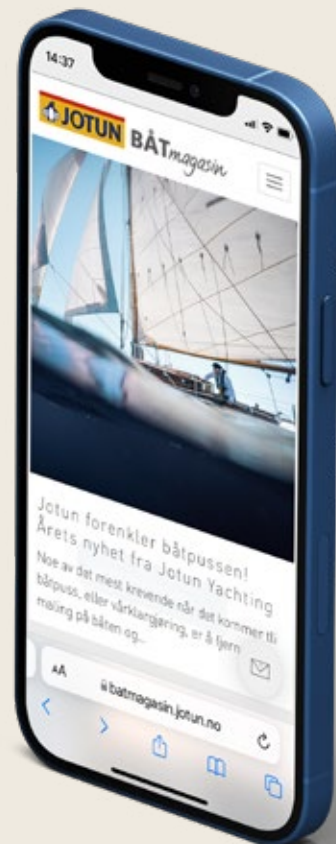 14:37
JOTUN BÅTmagasin
Jotun forenkler båtpussen!
Årets nyhet fra Jotun Yachting
Noe av det mest krevende når det kommer til
båtpuss, eller vårklargjøring, er å fjern
maling på båten og...
AA batmagasin.jotun.no